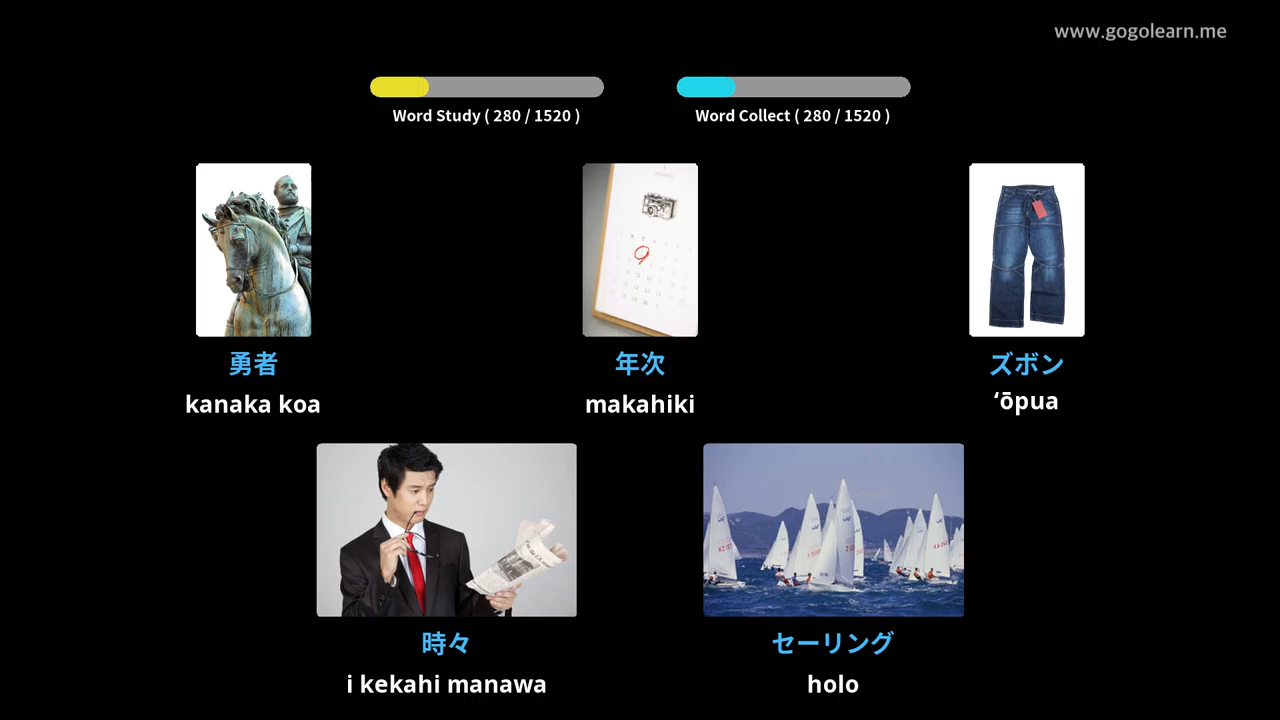 www.gogolearn.me
Word Study ( 280 / 1520 )
Word Collect ( 280 / 1520 )
勇者
kanaka koa
年次
makahiki
ズボン
ʻōpua
時々
i kekahi manawa
セーリング
holo